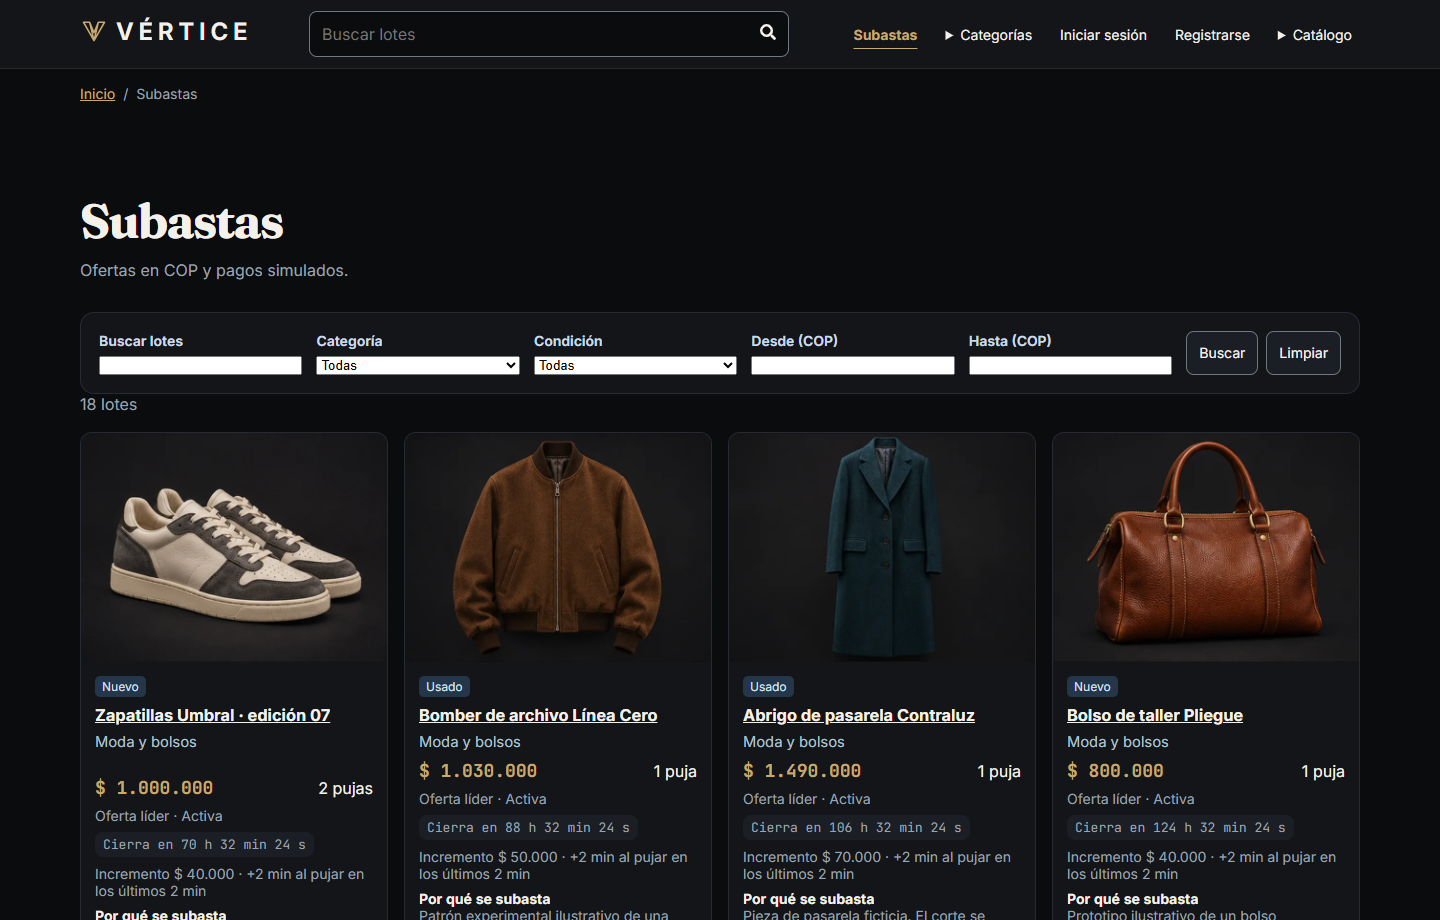 VÉRTICE
Buscar lotes
Subastas
Categorías
Iniciar sesión
Registrarse
Catálogo
Inicio / Subastas
Subastas
Ofertas en COP y pagos simulados.
Buscar lotes
Categoría
Condición
Desde (COP)
Hasta (COP)
Todas
Todas
Buscar
Limpiar
18 lotes
Nuevo
Zapatillas Umbral · edición 07
Moda y bolsos
$ 1.000.000
2 pujas
Oferta líder · Activa
Cierra en 70 h 32 min 24 s
Incremento $ 40.000 · +2 min al pujar en
los últimos 2 min
Por qué se subasta
Usado
Bomber de archivo Línea Cero
Moda y bolsos
$ 1.030.000
1 puja
Oferta líder · Activa
Cierra en 88 h 32 min 24 s
Incremento $ 50.000 · +2 min al pujar en
los últimos 2 min
Por qué se subasta
Patrón experimental ilustrativo de una
Usado
Abrigo de pasarela Contraluz
Moda y bolsos
$ 1.490.000
1 puja
Oferta líder · Activa
Cierra en 106 h 32 min 24 s
Incremento $ 70.000 · +2 min al pujar en
los últimos 2 min
Por qué se subasta
Pieza de pasarela ficticia. El corte se
Nuevo
Bolso de taller Pliegue
Moda y bolsos
$ 800.000
1 puja
Oferta líder · Activa
Cierra en 124 h 32 min 24 s
Incremento $ 40.000 · +2 min al pujar en
los últimos 2 min
Por qué se subasta
Prototipo ilustrativo de un bolso